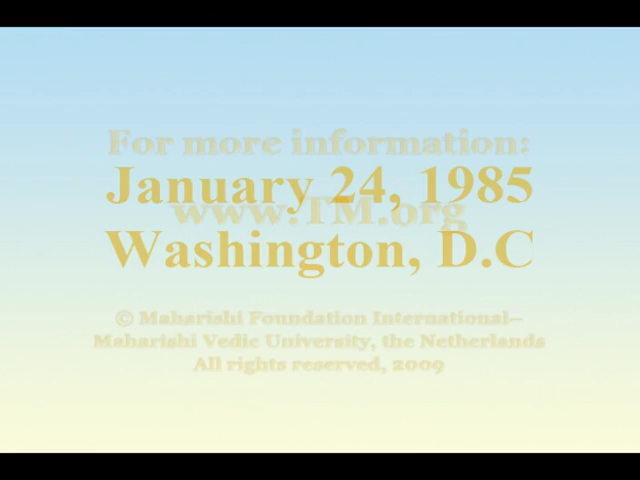 For more information:
January 24, 1985
www.TM.org
Washington, D.C
© Maharishi Foundation International–
Maharishi Vedic University, the Netherlands
All rights reserved, 2009